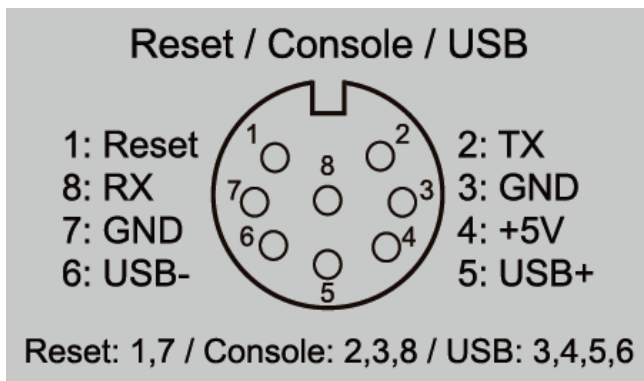 Reset / Console / USB
1: Reset
8: RX
7: GND
6: USB-
1
2
8
7
3
6
4
5
2: TX
3: GND
4: +5V
5: USB+
Reset: 1,7 / Console: 2,3,8 / USB: 3,4,5,6